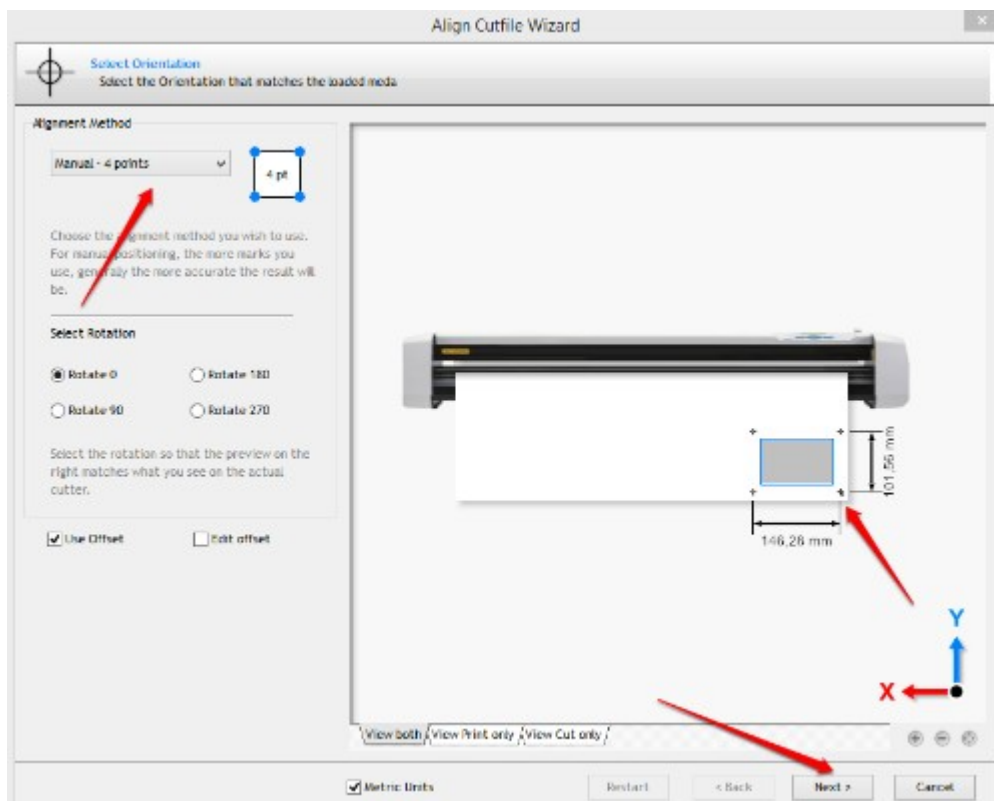 Align Cutfile Wizard
Select Orientation
Select the Orientation that matches the loaded meda
Alignment Method
Manual - 4 points
4 pt
Choose the alignment method you wish to use.
For manual positioning, the more marks you
use, generally the more accurate the result will
be.
Select Rotation
Rotate 0
Rotate 180
Rotate 90
Rotate 270
Select the rotation so that the preview on the
right matches what you see on the actual
cutter.
Use Offset
Edit offset
101,56 mm
146,26 mm
Y
X
View both
View Print only
View Cut only
Metric Units
Restart
< Back
Next >
Cancel